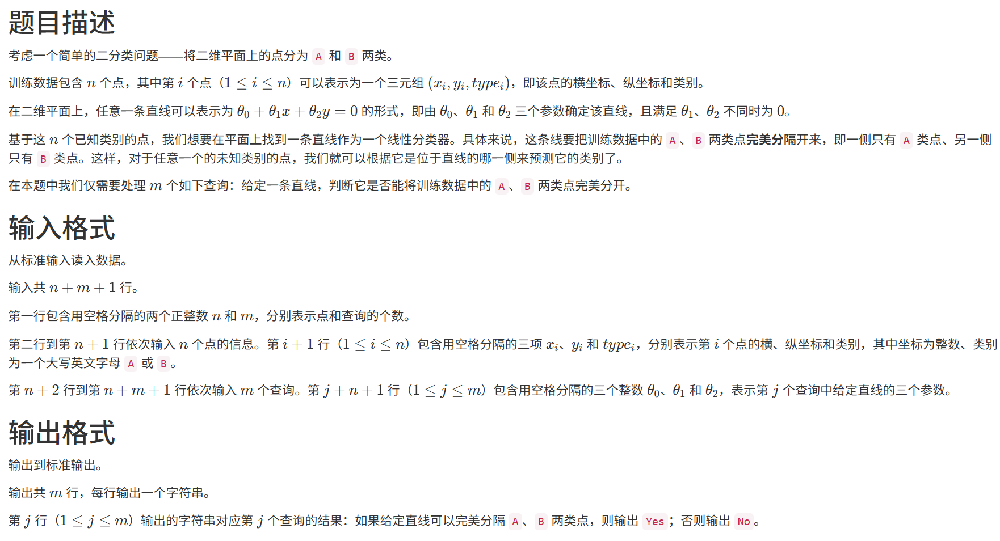 题目描述
考虑一个简单的二分类问题——将二维平面上的点分为 A 和 B 两类。
训练数据包含 n 个点，其中第 i 个点（1 ≤ i ≤ n）可以表示为一个三元组 (xᵢ, yᵢ, typeᵢ)，即该点的横坐标、纵坐标和类别。
在二维平面上，任意一条直线可以表示为 θ₀ + θ₁x + θ₂y = 0 的形式，即由 θ₀、θ₁ 和 θ₂ 三个参数确定该直线，且满足 θ₁、θ₂ 不同时为 0。
基于这 n 个已知类别的点，我们想要在平面上找到一条直线作为一个线性分类器。具体来说，这条线要把训练数据中的 A、B 两类点完美分隔开来，即一侧只有 A 类点、另一侧
只有 B 类点。这样，对于任意一个的未知类别的点，我们就可以根据它是位于直线的哪一侧来预测它的类别了。
在本题中我们仅需要处理 m 个如下查询：给定一条直线，判断它是否能将训练数据中的 A、B 两类点完美分开。
输入格式
从标准输入读入数据。
输入共 n + m + 1 行。
第一行包含用空格分隔的两个正整数 n 和 m，分别表示点和查询的个数。
第二行到第 n + 1 行依次输入 n 个点的信息。第 i + 1 行（1 ≤ i ≤ n）包含用空格分隔的三项 xᵢ、yᵢ 和 typeᵢ，分别表示第 i 个点的横、纵坐标和类别，其中坐标为整数、类别
为一个大写英文字母 A 或 B。
第 n + 2 行到第 n + m + 1 行依次输入 m 个查询。第 j + n + 1 行（1 ≤ j ≤ m）包含用空格分隔的三个整数 θ₀、θ₁ 和 θ₂，表示第 j 个查询中给定直线的三个参数。
输出格式
输出到标准输出。
输出共 m 行，每行输出一个字符串。
第 j 行（1 ≤ j ≤ m）输出的字符串对应第 j 个查询的结果：如果给定直线可以完美分隔 A、B 两类点，则输出 Yes；否则输出 No。